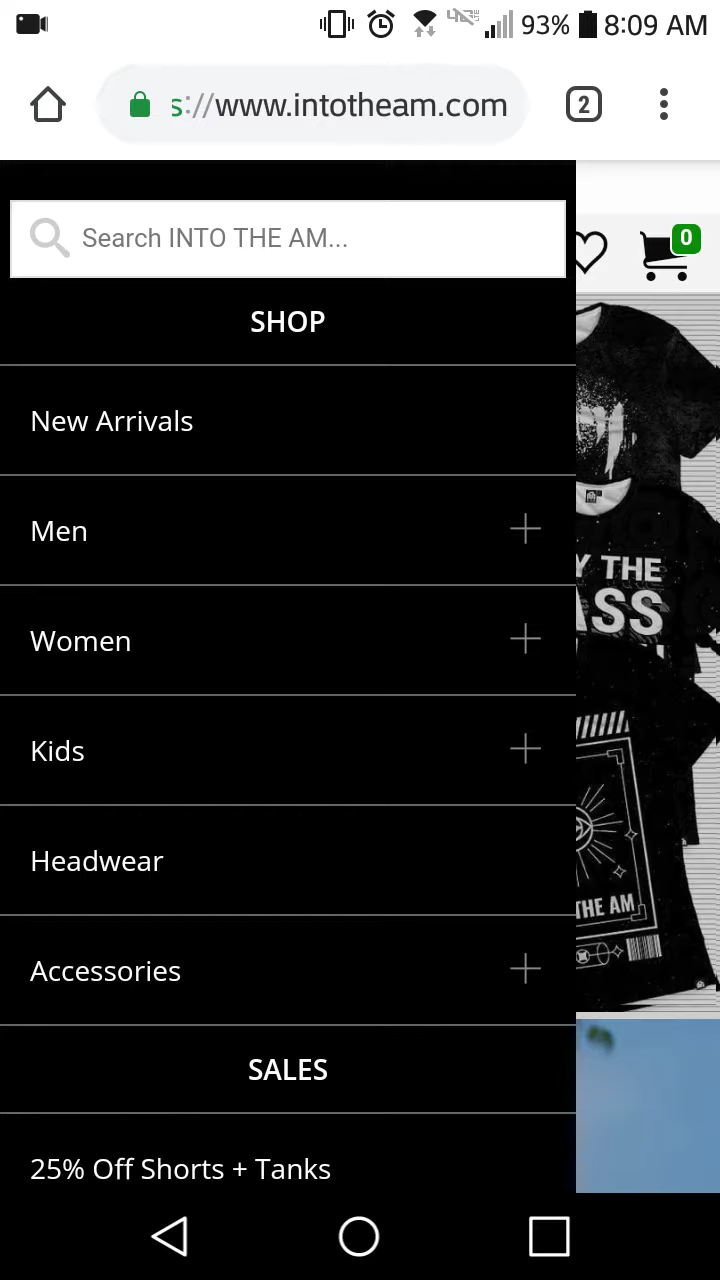 93% 8:09 AM
s://www.intotheam.com
2
Search INTO THE AM...
0
SHOP
New Arrivals
Men
Women
Kids
Headwear
Accessories
SALES
25% Off Shorts + Tanks
Y THE
ASS
THE AM